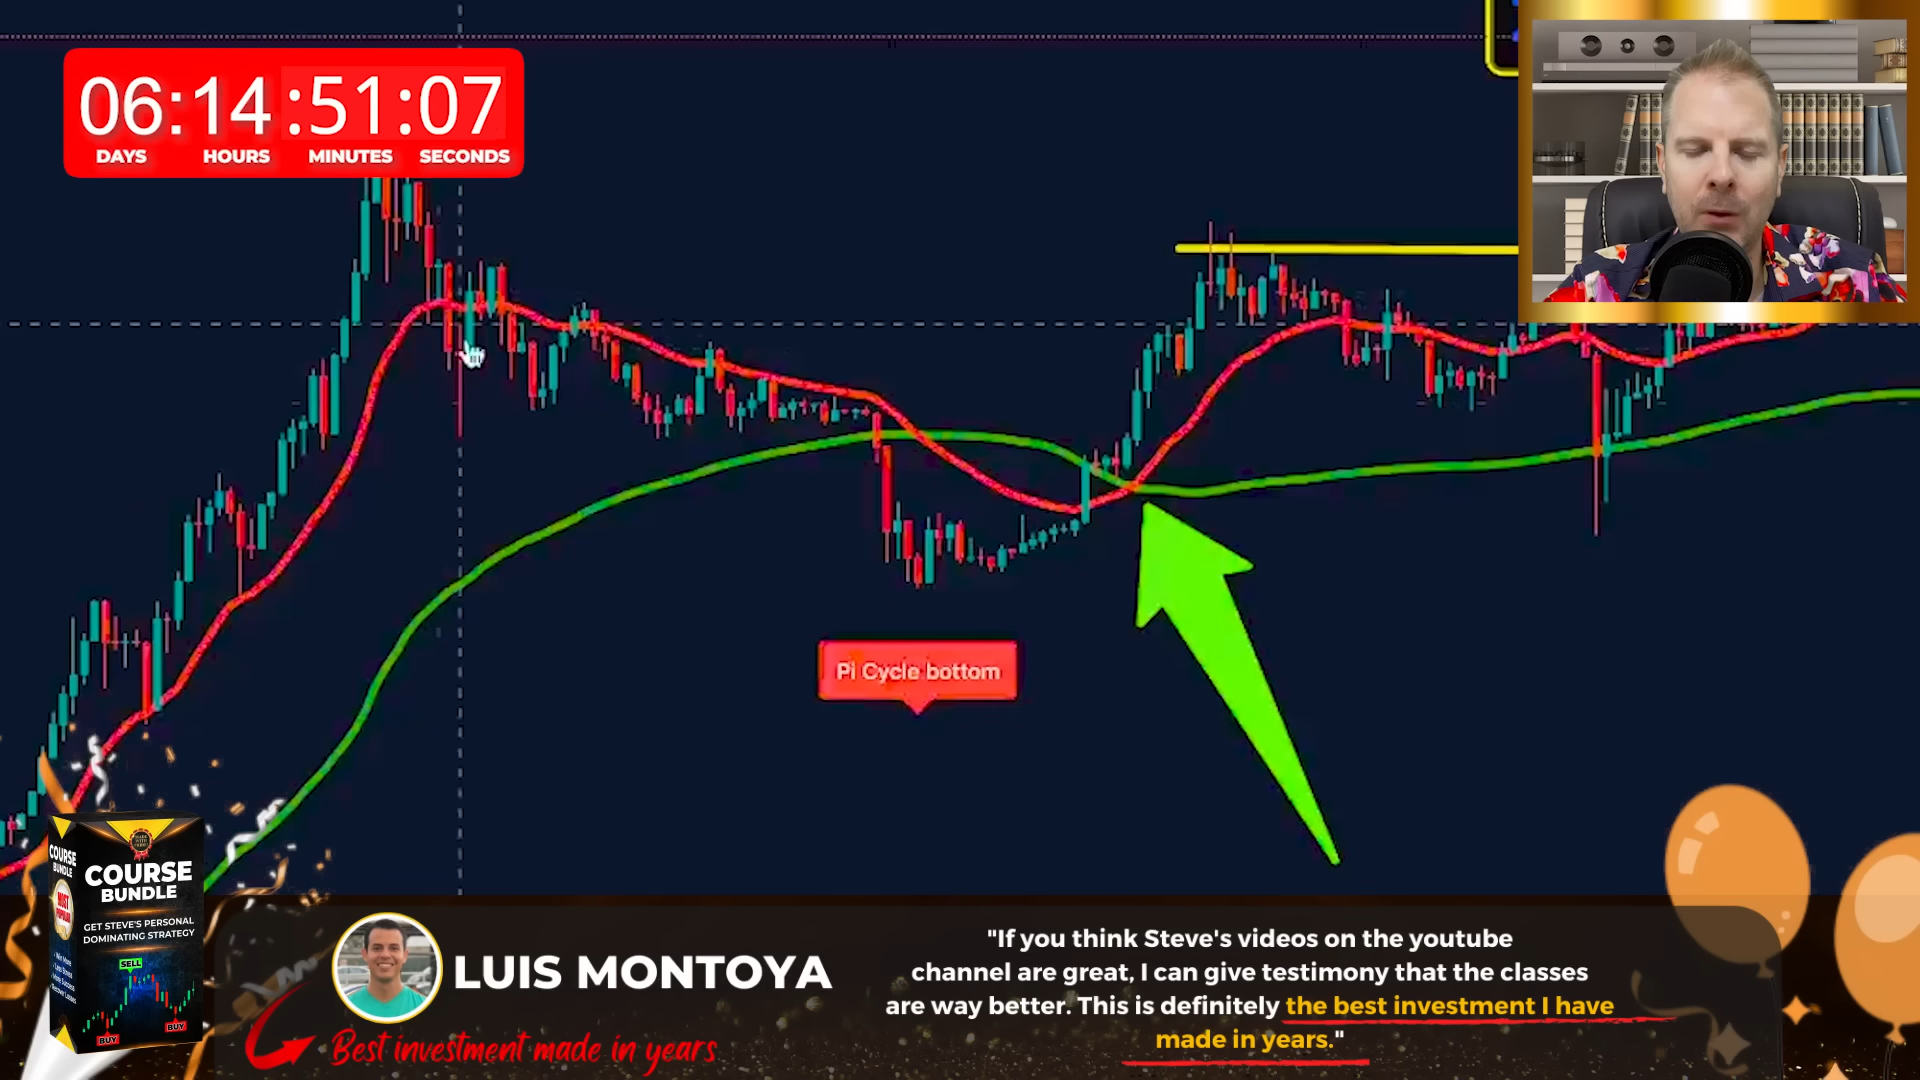 06:14:51:07
DAYS HOURS MINUTES SECONDS
Pi Cycle bottom
COURSE
BUNDLE
COURSE
BUNDLE
GET STEVE'S PERSONAL
DOMINATING STRATEGY
MOST
POPULAR
SELL
BUY
BUY
LUIS MONTOYA
Best investment made in years
"If you think Steve's videos on the youtube
channel are great, I can give testimony that the classes
are way better. This is definitely the best investment I have
made in years."